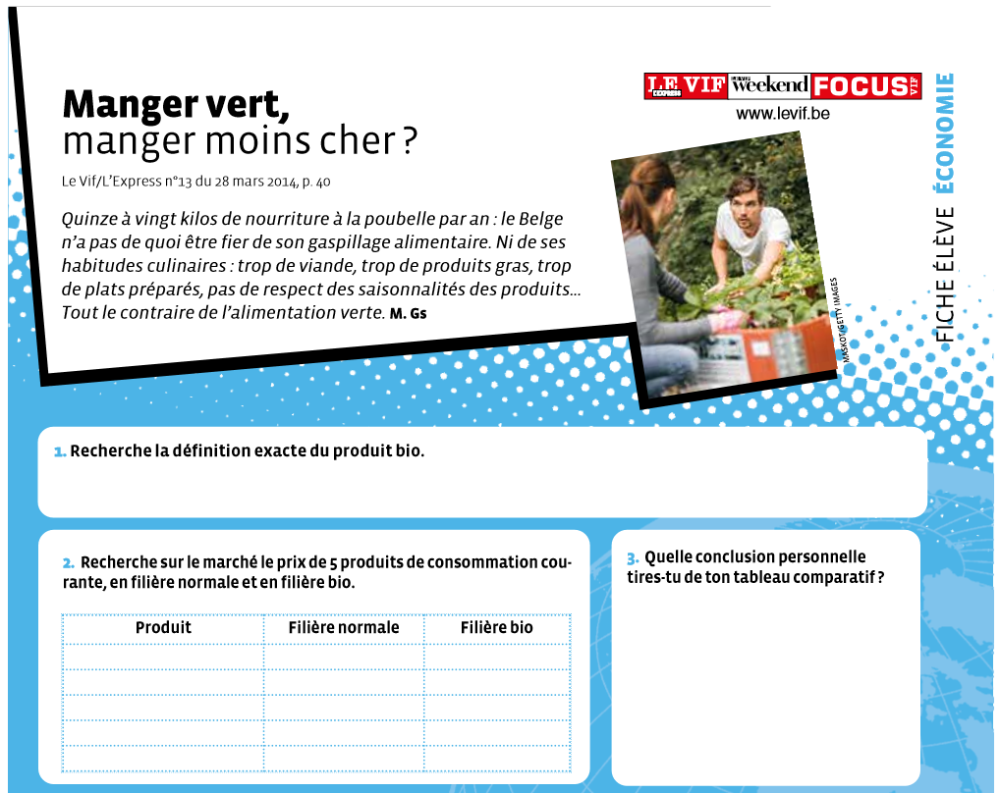 Manger vert,
manger moins cher ?
Le Vif/L'Express n°13 du 28 mars 2014, p. 40
Quinze à vingt kilos de nourriture à la poubelle par an : le Belge
n'a pas de quoi être fier de son gaspillage alimentaire. Ni de ses
habitudes culinaires : trop de viande, trop de produits gras, trop
de plats préparés, pas de respect des saisonnalités des produits...
Tout le contraire de l'alimentation verte. M. Gs
LE VIF L'EXPRESS LE VIF weekend FOCUS VIF
www.levif.be
MASKOT/GETTY IMAGES
FICHE ÉLÈVE ÉCONOMIE
1. Recherche la définition exacte du produit bio.
2. Recherche sur le marché le prix de 5 produits de consommation cou-
rante, en filière normale et en filière bio.
Produit Filière normale Filière bio
3. Quelle conclusion personnelle
tires-tu de ton tableau comparatif ?